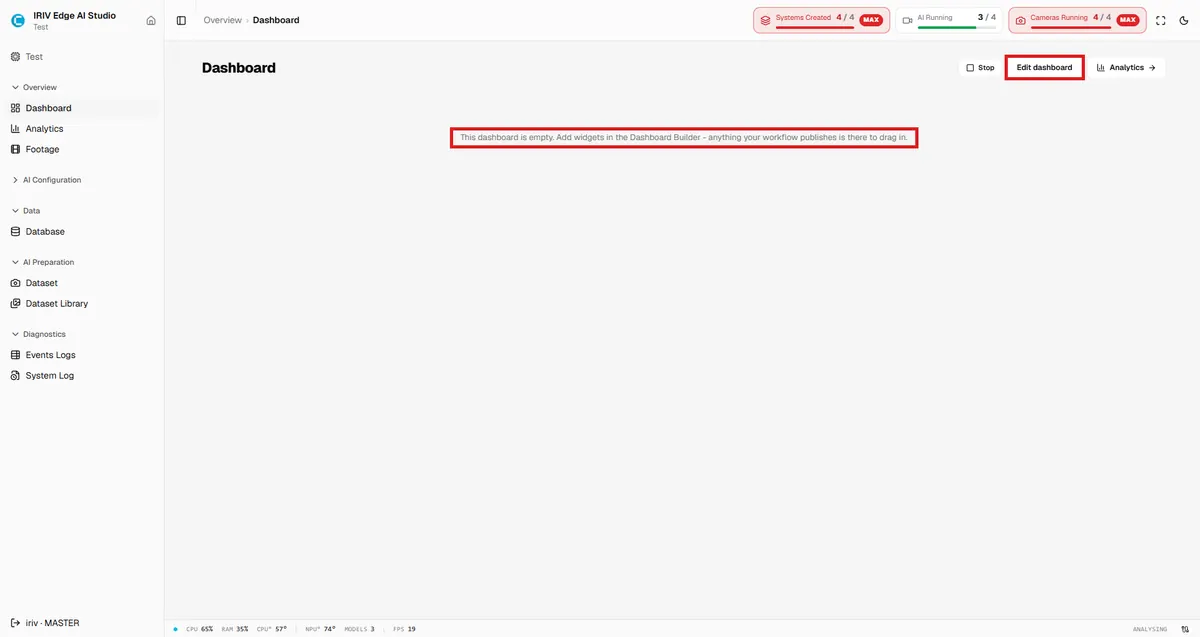 IRIV Edge AI Studio
Test
Test
Overview
Dashboard
Analytics
Footage
AI Configuration
Data
Database
AI Preparation
Dataset
Dataset Library
Diagnostics
Events Logs
System Log
iriv · MASTER
Overview › Dashboard
Systems Created 4 / 4 MAX
AI Running 3 / 4
Cameras Running 4 / 4 MAX
Dashboard
Stop
Edit dashboard
Analytics →
This dashboard is empty. Add widgets in the Dashboard Builder - anything your workflow publishes is there to drag in.
CPU 65% RAM 35% CPU° 57° NPU° 74° MODELS 3 FPS 19
ANALYSING